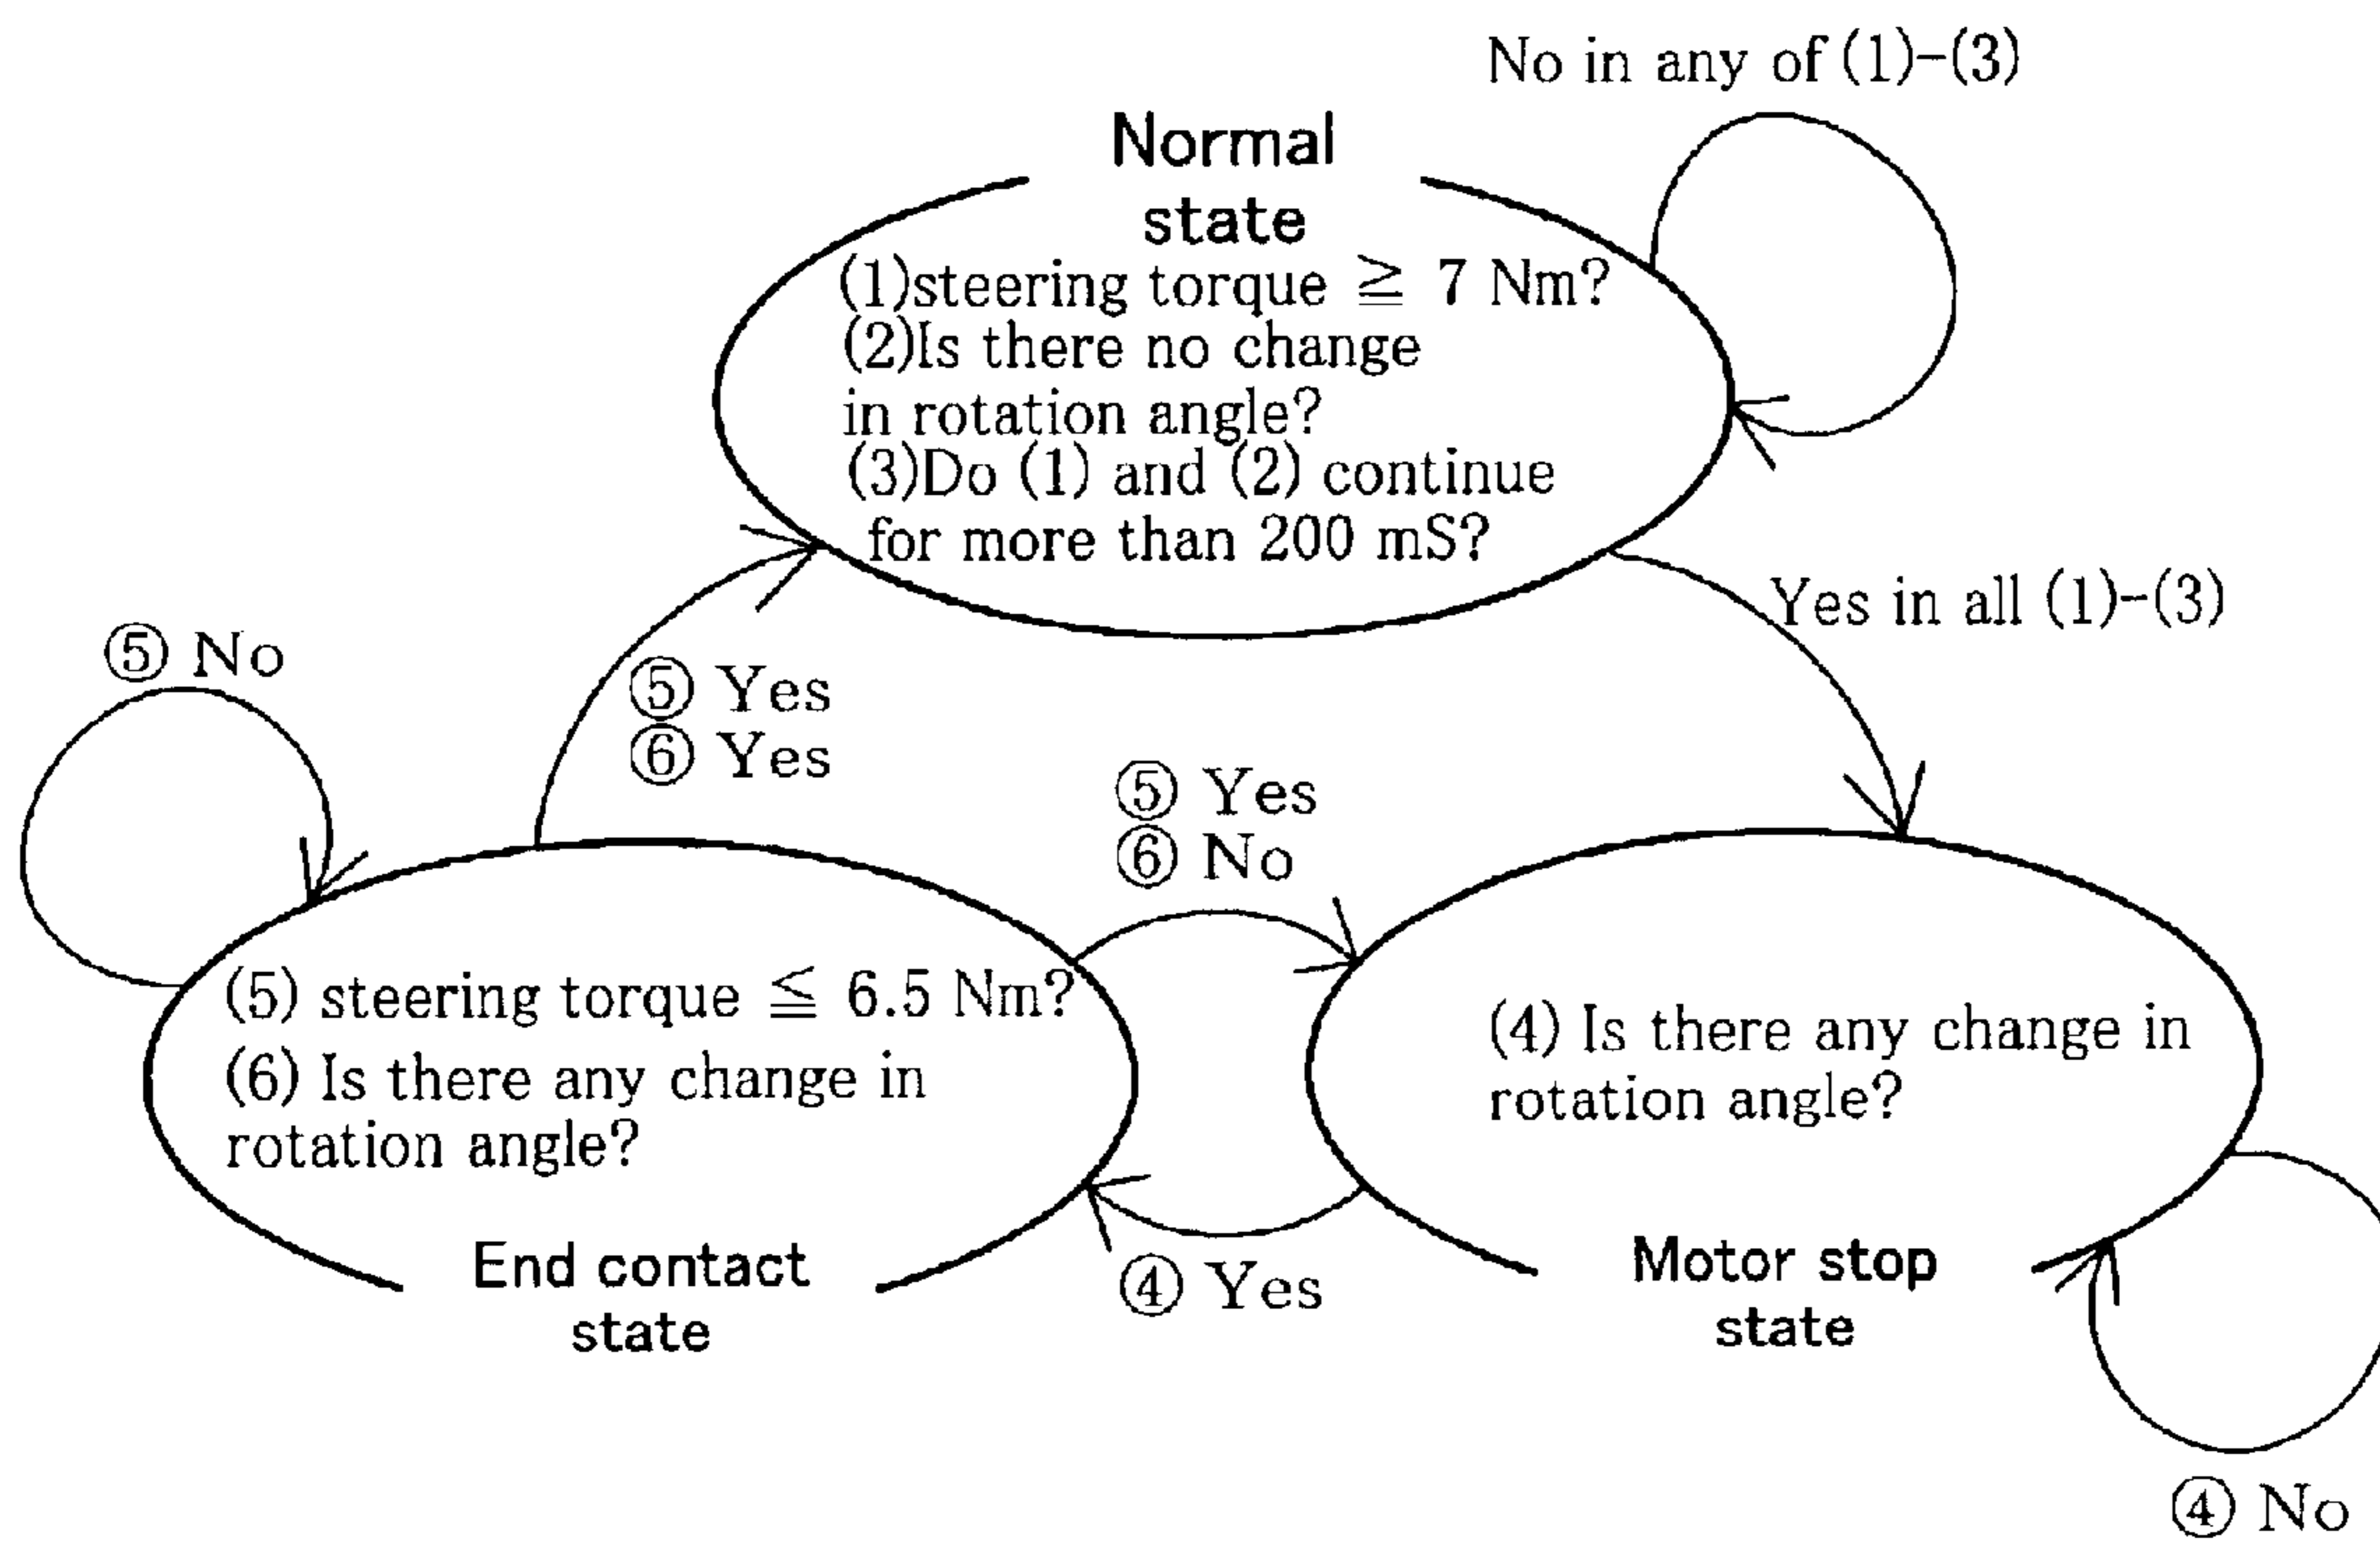 No in any of (1)-(3)
Normal
state
(1)steering torque ≧ 7 Nm?
(2)Is there no change
in rotation angle?
(3)Do (1) and (2) continue
for more than 200 mS?
Yes in all (1)-(3)
⑤ No
⑤ Yes
⑥ Yes
⑤ Yes
⑥ No
(5) steering torque ≦ 6.5 Nm?
(6) Is there any change in
rotation angle?
(4) Is there any change in
rotation angle?
End contact
state
④ Yes
Motor stop
state
④ No